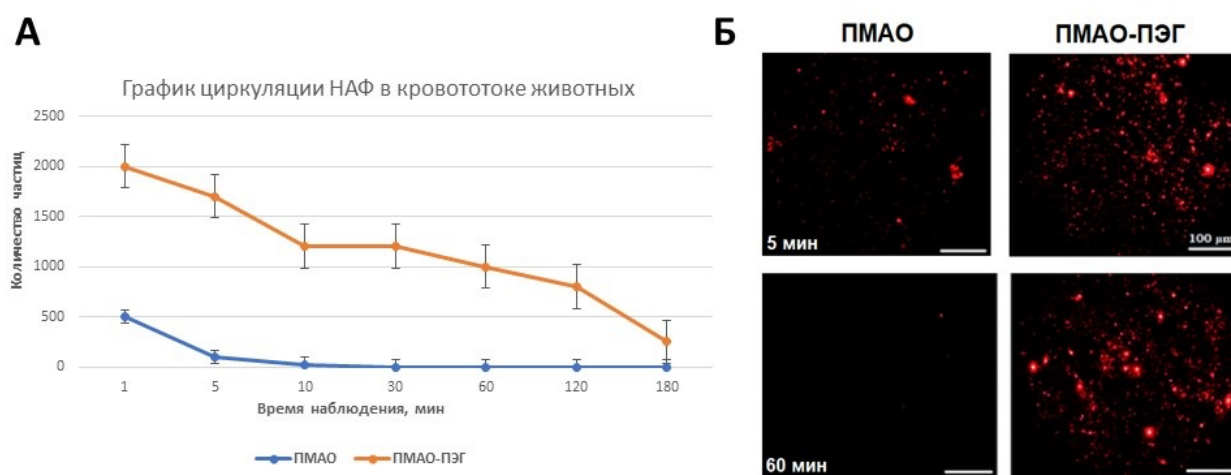 А
График циркуляции НАФ в кровототоке животных
Количество частиц
2500
2000
1500
1000
500
0
1 5 10 30 60 120 180
Время наблюдения, мин
ПМАО ПМАО-ПЭГ
Б
ПМАО ПМАО-ПЭГ
5 мин
100 µm
60 мин